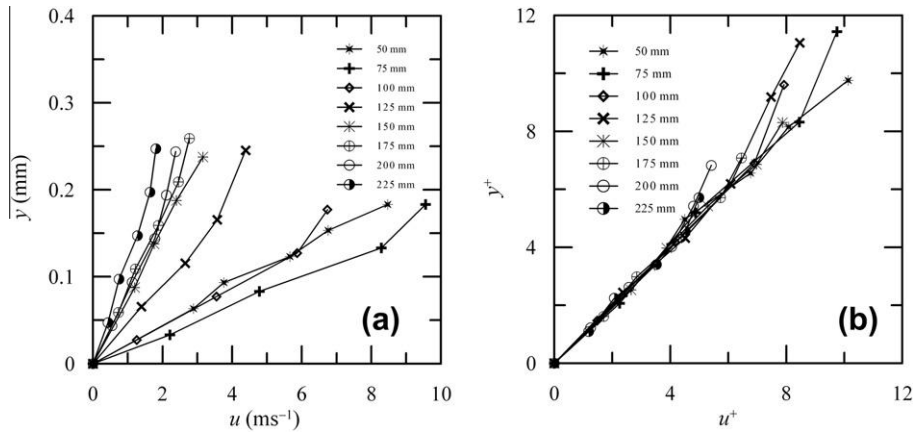 0.4
0.3
0.2
0.1
0
y (mm)
50 mm
75 mm
100 mm
125 mm
150 mm
175 mm
200 mm
225 mm
(a)
0 2 4 6 8 10
u (ms⁻¹)
12
8
4
0
y⁺
50 mm
75 mm
100 mm
125 mm
150 mm
175 mm
200 mm
225 mm
(b)
0 4 8 12
u⁺